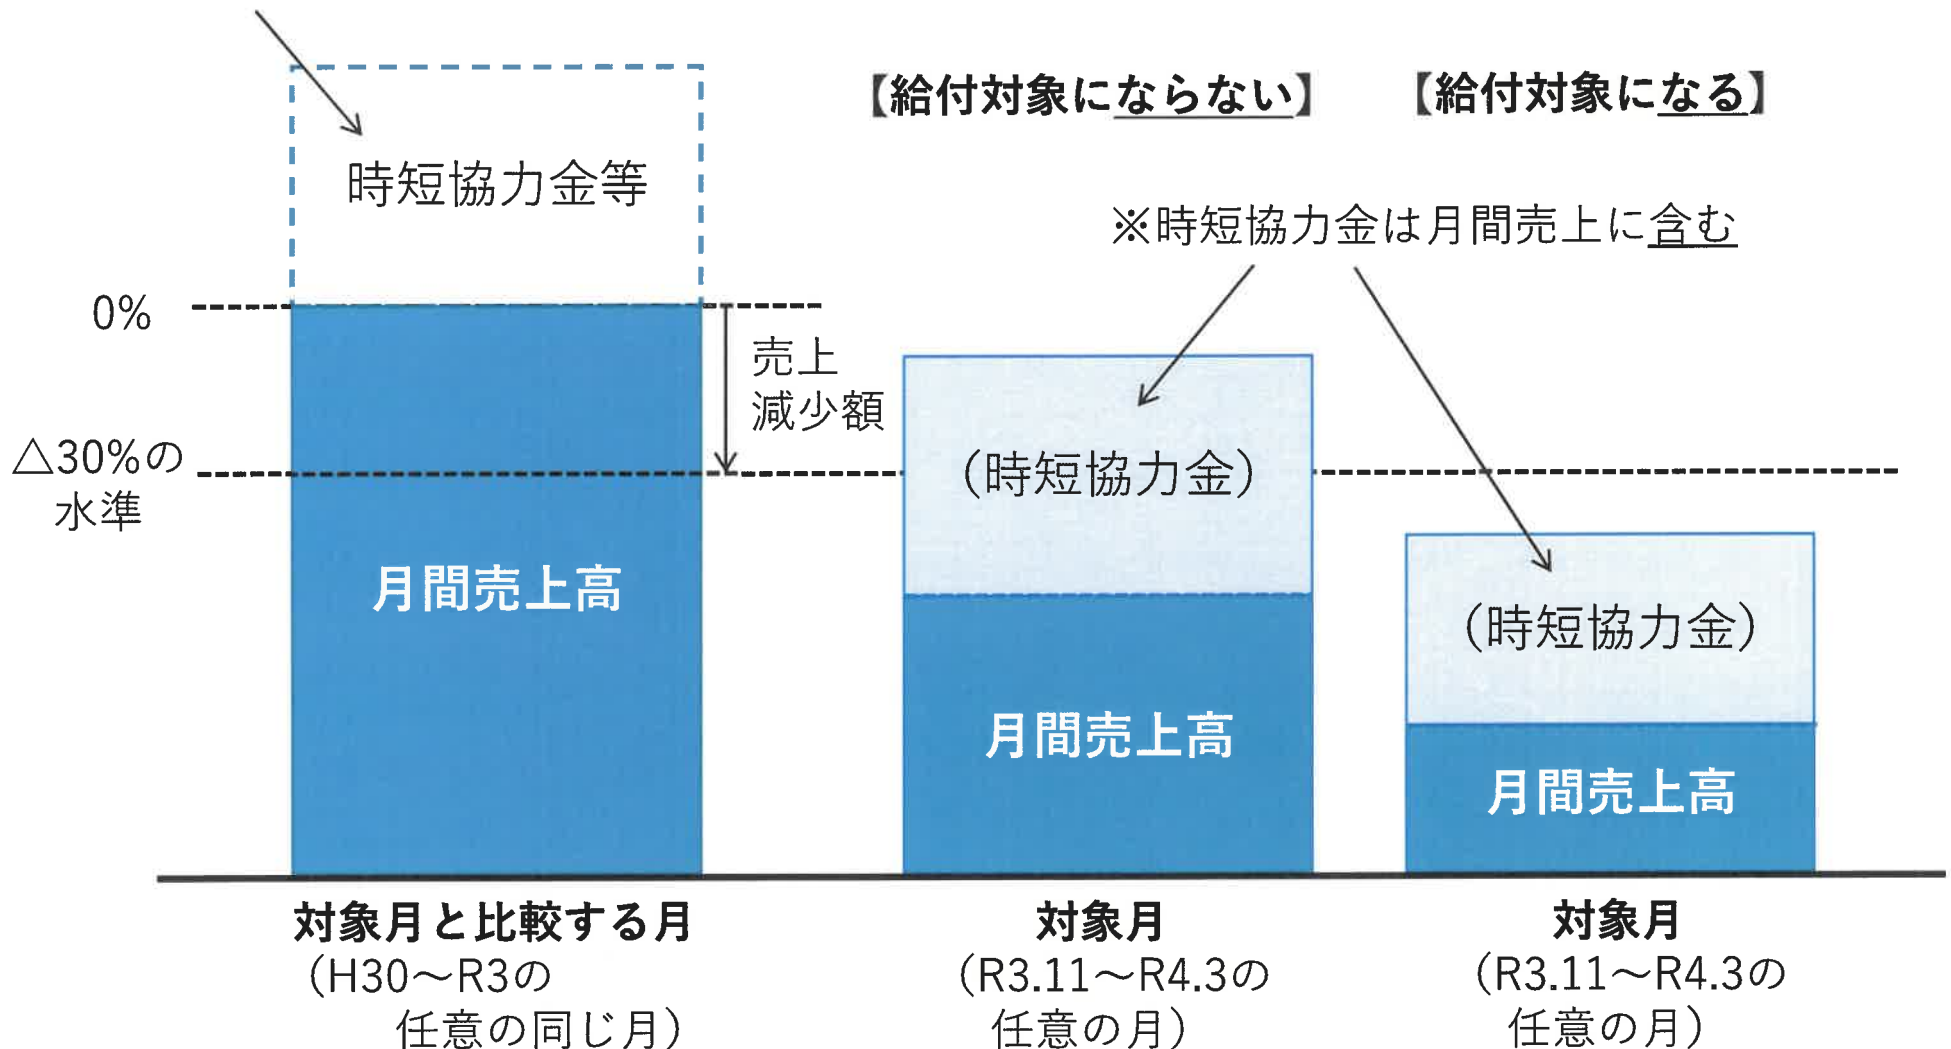 【給付対象にならない】
【給付対象になる】
時短協力金等
※時短協力金は月間売上に含む
0%
売上
減少額
△30%の
水準
(時短協力金)
(時短協力金)
月間売上高
月間売上高
月間売上高
対象月と比較する月
(H30～R3の
任意の同じ月)
対象月
(R3.11～R4.3の
任意の月)
対象月
(R3.11～R4.3の
任意の月)